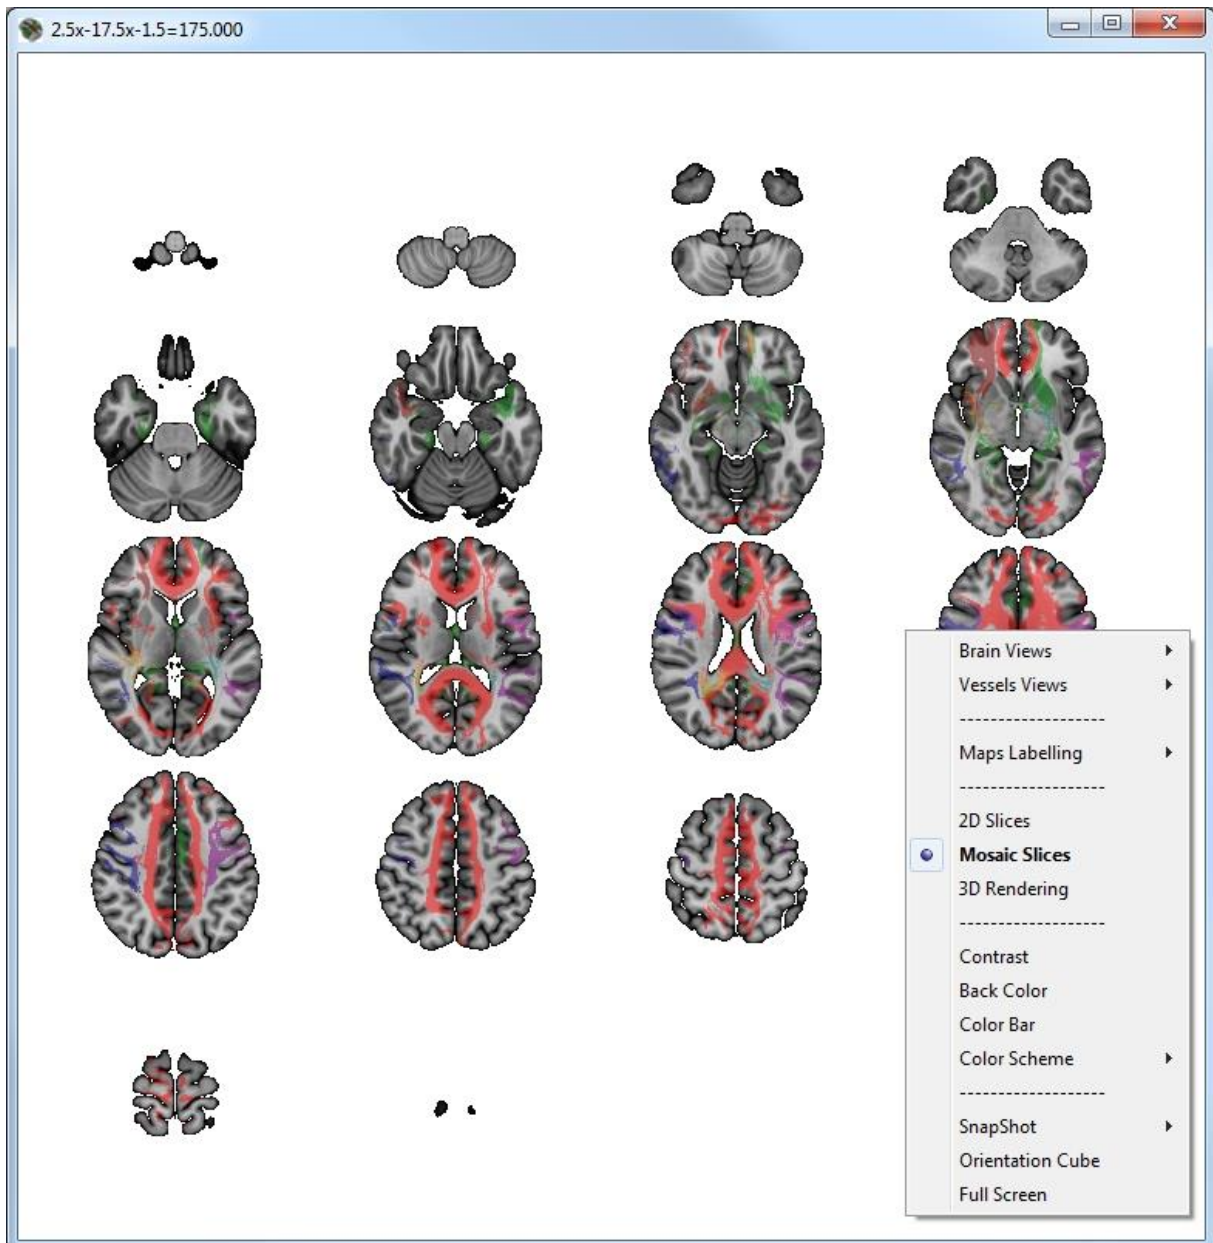 2.5x-17.5x-1.5=175.000
Brain Views
Vessels Views
-------------------
Maps Labelling
-------------------
2D Slices
Mosaic Slices
3D Rendering
-------------------
Contrast
Back Color
Color Bar
Color Scheme
-------------------
SnapShot
Orientation Cube
Full Screen